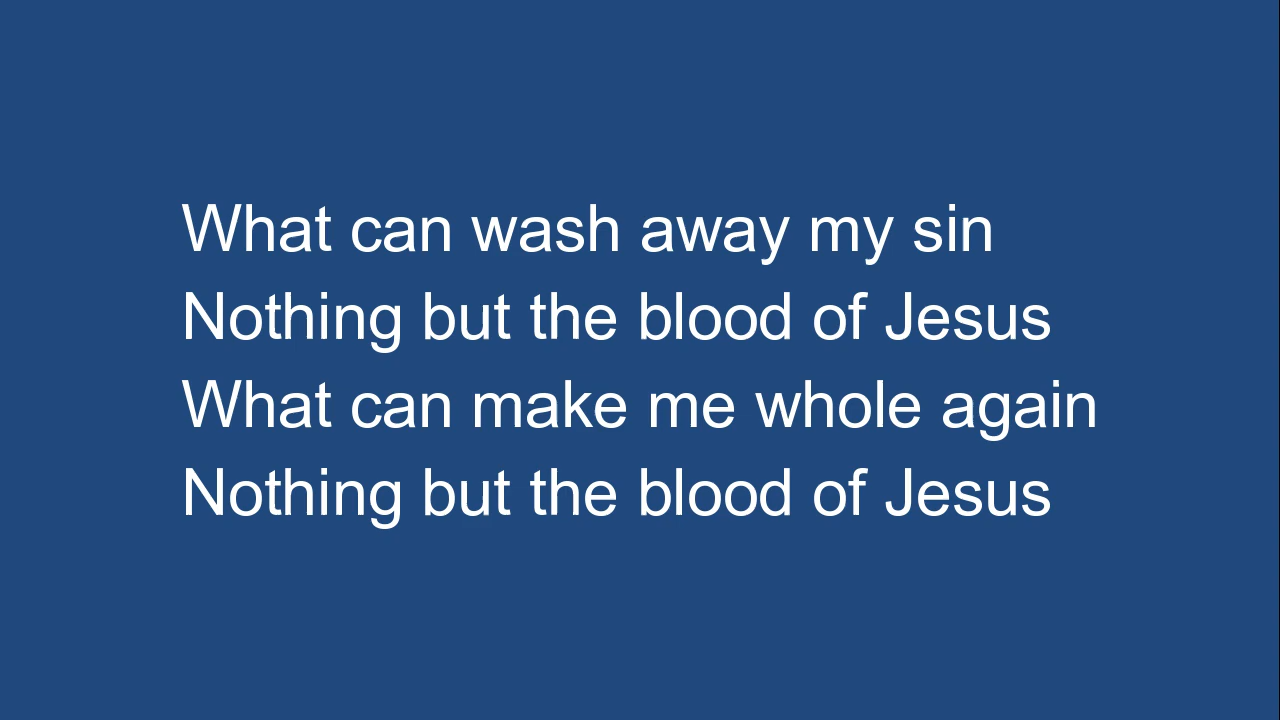 What can wash away my sin
Nothing but the blood of Jesus
What can make me whole again
Nothing but the blood of Jesus